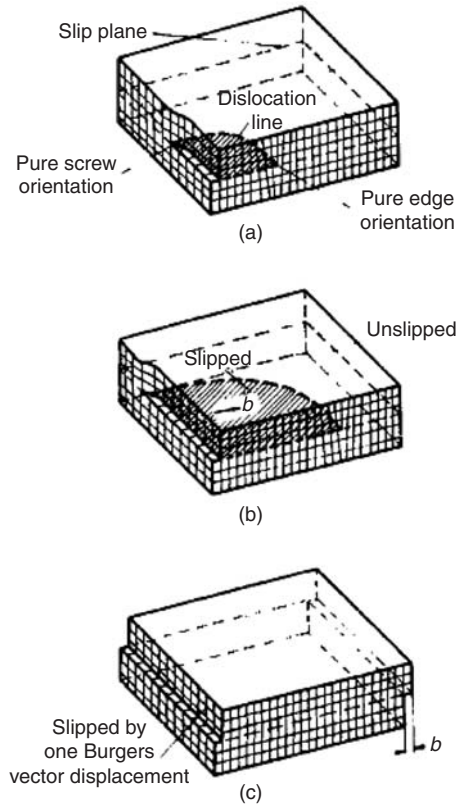 Slip plane
Dislocation
line
Pure screw
orientation
Pure edge
orientation
(a)
Unslipped
Slipped
b
(b)
Slipped by
one Burgers
vector displacement
b
(c)